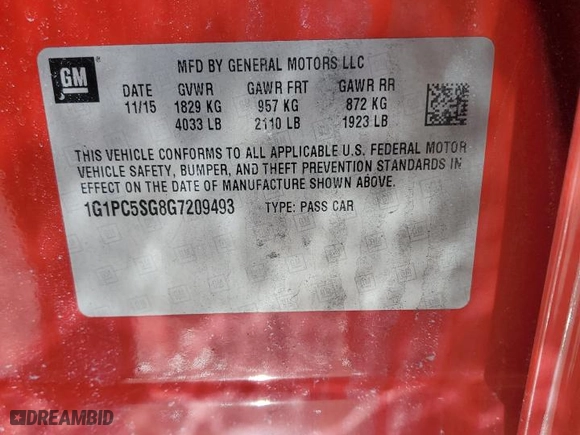 GM
MFD BY GENERAL MOTORS LLC
DATE GVWR GAWR FRT GAWR RR
11/15 1829 KG 957 KG 872 KG
4033 LB 2110 LB 1923 LB
THIS VEHICLE CONFORMS TO ALL APPLICABLE U.S. FEDERAL MOTOR
VEHICLE SAFETY, BUMPER, AND THEFT PREVENTION STANDARDS IN
EFFECT ON THE DATE OF MANUFACTURE SHOWN ABOVE.
1G1PC5SG8G7209493 TYPE: PASS CAR
DREAMBID